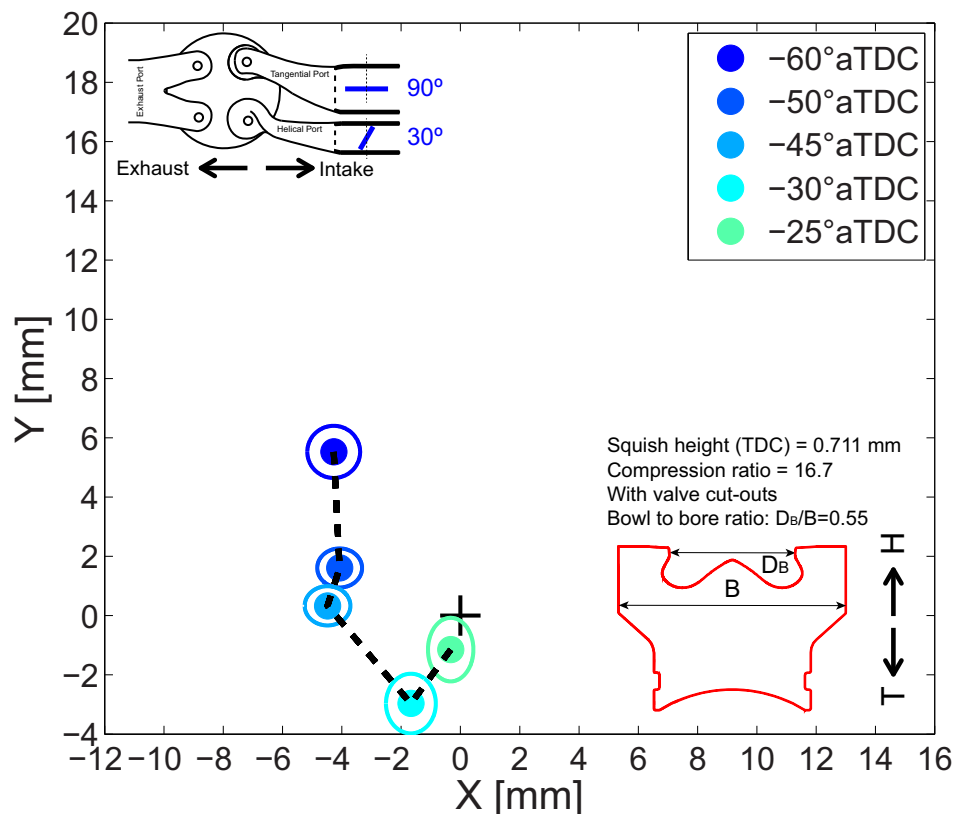 20
18
16
14
12
10
8
6
4
2
0
−2
−4
Y [mm]
−12
−10
−8
−6
−4
−2
0
2
4
6
8
10
12
14
16
X [mm]
Exhaust Port
Tangential Port
Helical Port
90º
30º
Exhaust
Intake
−60°aTDC
−50°aTDC
−45°aTDC
−30°aTDC
−25°aTDC
Squish height (TDC) = 0.711 mm
Compression ratio = 16.7
With valve cut-outs
Bowl to bore ratio: DB/B=0.55
DB
B
H
T